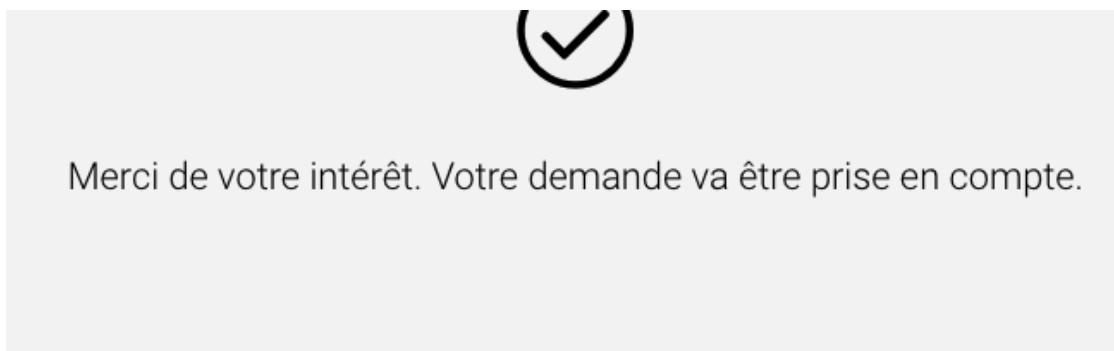 Merci de votre intérêt. Votre demande va être prise en compte.